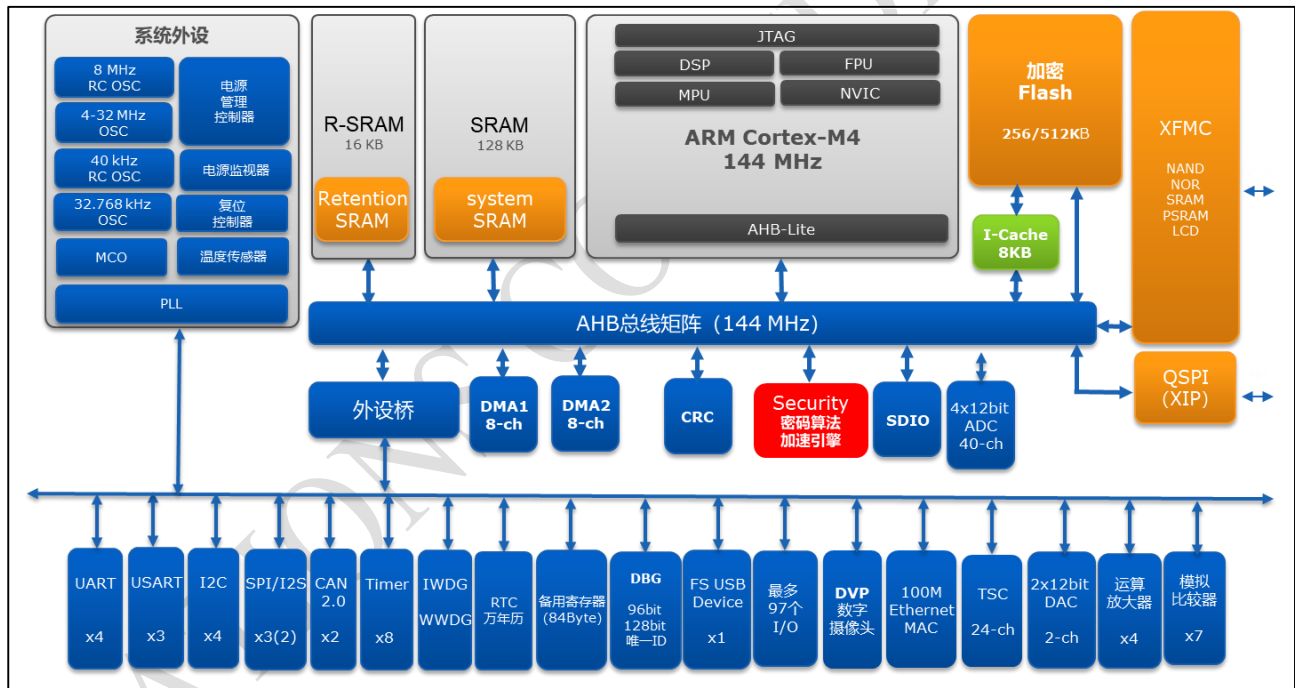 系统外设
8 MHz
RC OSC
电源
管理
控制器
4-32 MHz
OSC
40 kHz
RC OSC
电源监视器
32.768 kHz
OSC
复位
控制器
MCO
温度传感器
PLL
R-SRAM
16 KB
Retention
SRAM
SRAM
128 KB
system
SRAM
JTAG
DSP
FPU
MPU
NVIC
ARM Cortex-M4
144 MHz
AHB-Lite
加密
Flash
256/512KB
I-Cache
8KB
XFMC
NAND
NOR
SRAM
PSRAM
LCD
AHB总线矩阵（144 MHz）
外设桥
DMA1
8-ch
DMA2
8-ch
CRC
Security
密码算法
加速引擎
SDIO
4x12bit
ADC
40-ch
QSPI
(XIP)
UART
x4
USART
x3
I2C
x4
SPI/I2S
x3(2)
CAN
2.0
x2
Timer
x8
IWDG
WWDG
RTC
万年历
备用寄存器
(84Byte)
DBG
96bit
128bit
唯一ID
FS USB
Device
x1
最多
97个
I/O
DVP
数字
摄像头
100M
Ethernet
MAC
TSC
24-ch
2x12bit
DAC
2-ch
运算
放大器
x4
模拟
比较器
x7